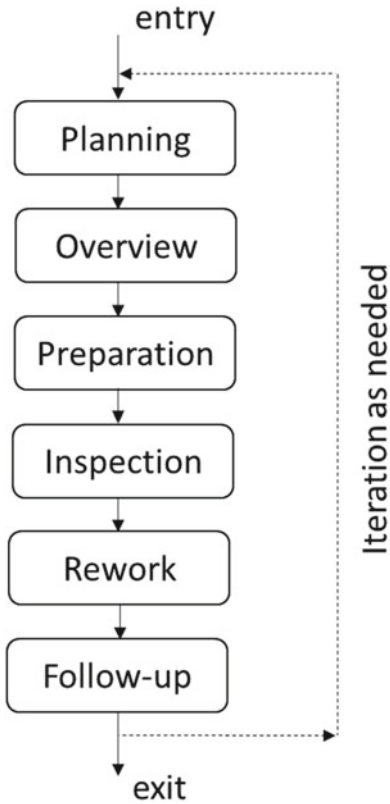 entry
Planning
Overview
Preparation
Inspection
Rework
Follow-up
exit
Iteration as needed